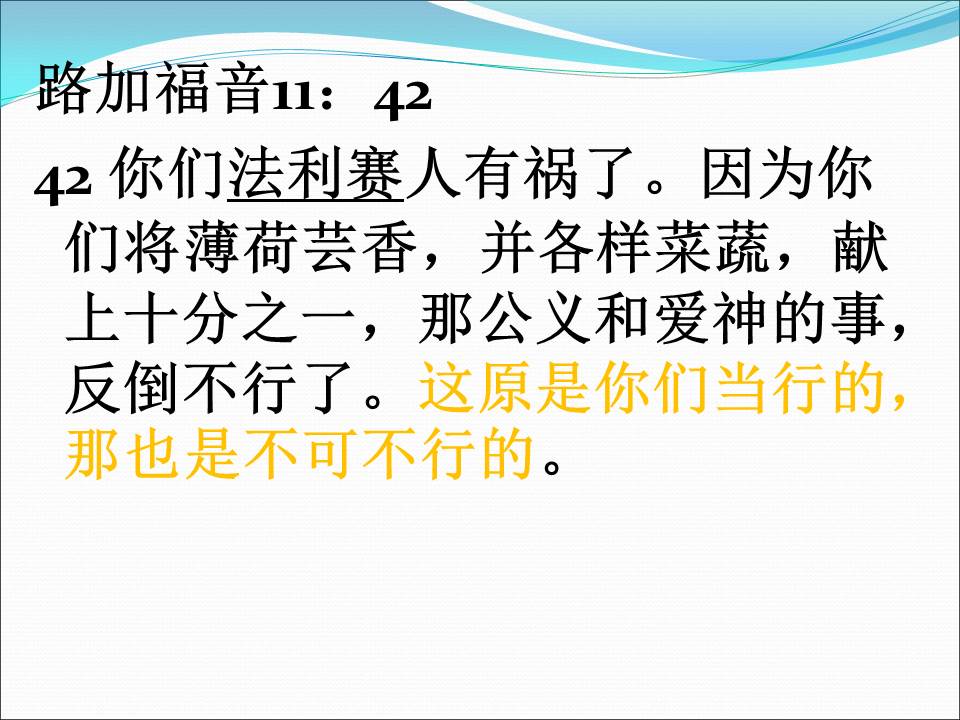 路加福音11：42
42 你们法利赛人有祸了。因为你
们将薄荷芸香，并各样菜蔬，献
上十分之一，那公义和爱神的事，
反倒不行了。这原是你们当行的，
那也是不可不行的。